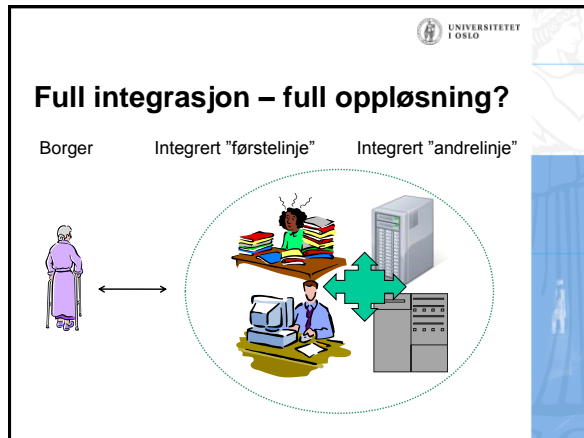 UNIVERSITETET
I OSLO
Full integrasjon – full oppløsning?
Borger Integrert ”førstelinje” Integrert ”andrelinje”